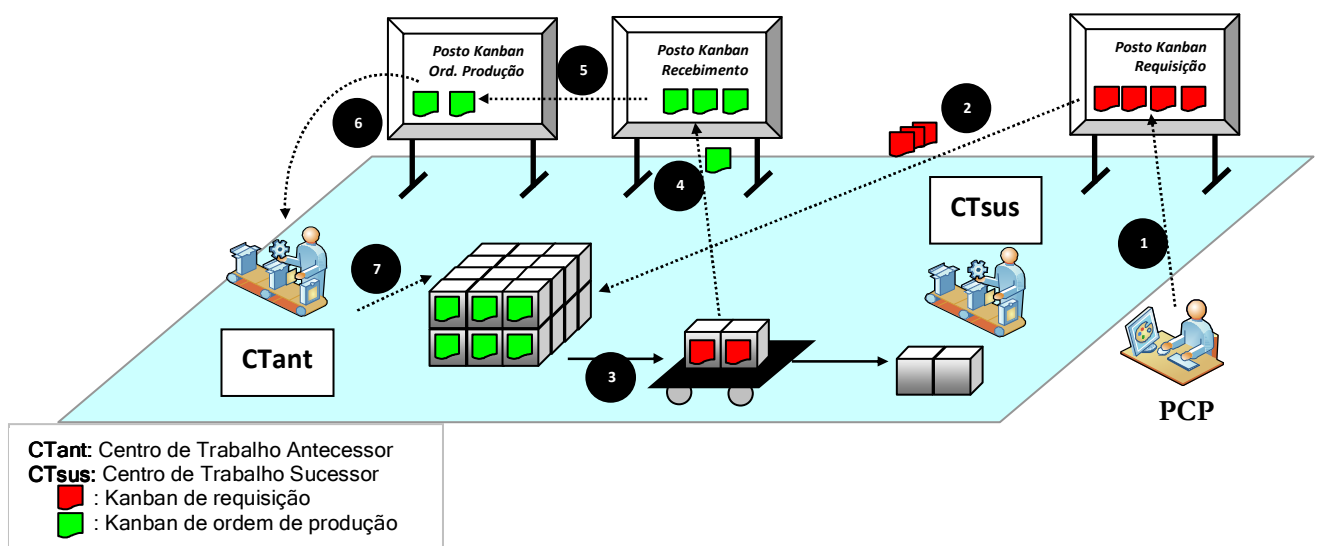 Posto Kanban
Ord. Produção
5
Posto Kanban
Recebimento
Posto Kanban
Requisição
6
2
4
CTsus
1
7
CTant
3
PCP
CTant: Centro de Trabalho Antecessor
CTsus: Centro de Trabalho Sucessor
: Kanban de requisição
: Kanban de ordem de produção